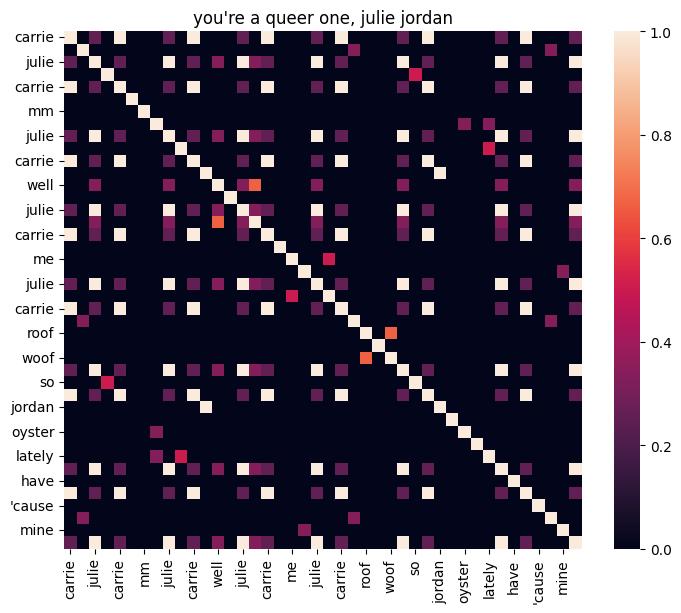 you're a queer one, julie jordan
carrie
julie
carrie
mm
julie
carrie
well
julie
carrie
me
julie
carrie
roof
woof
so
jordan
oyster
lately
have
'cause
mine
carrie
julie
carrie
mm
julie
carrie
well
julie
carrie
me
julie
carrie
roof
woof
so
jordan
oyster
lately
have
'cause
mine
1.0
0.8
0.6
0.4
0.2
0.0